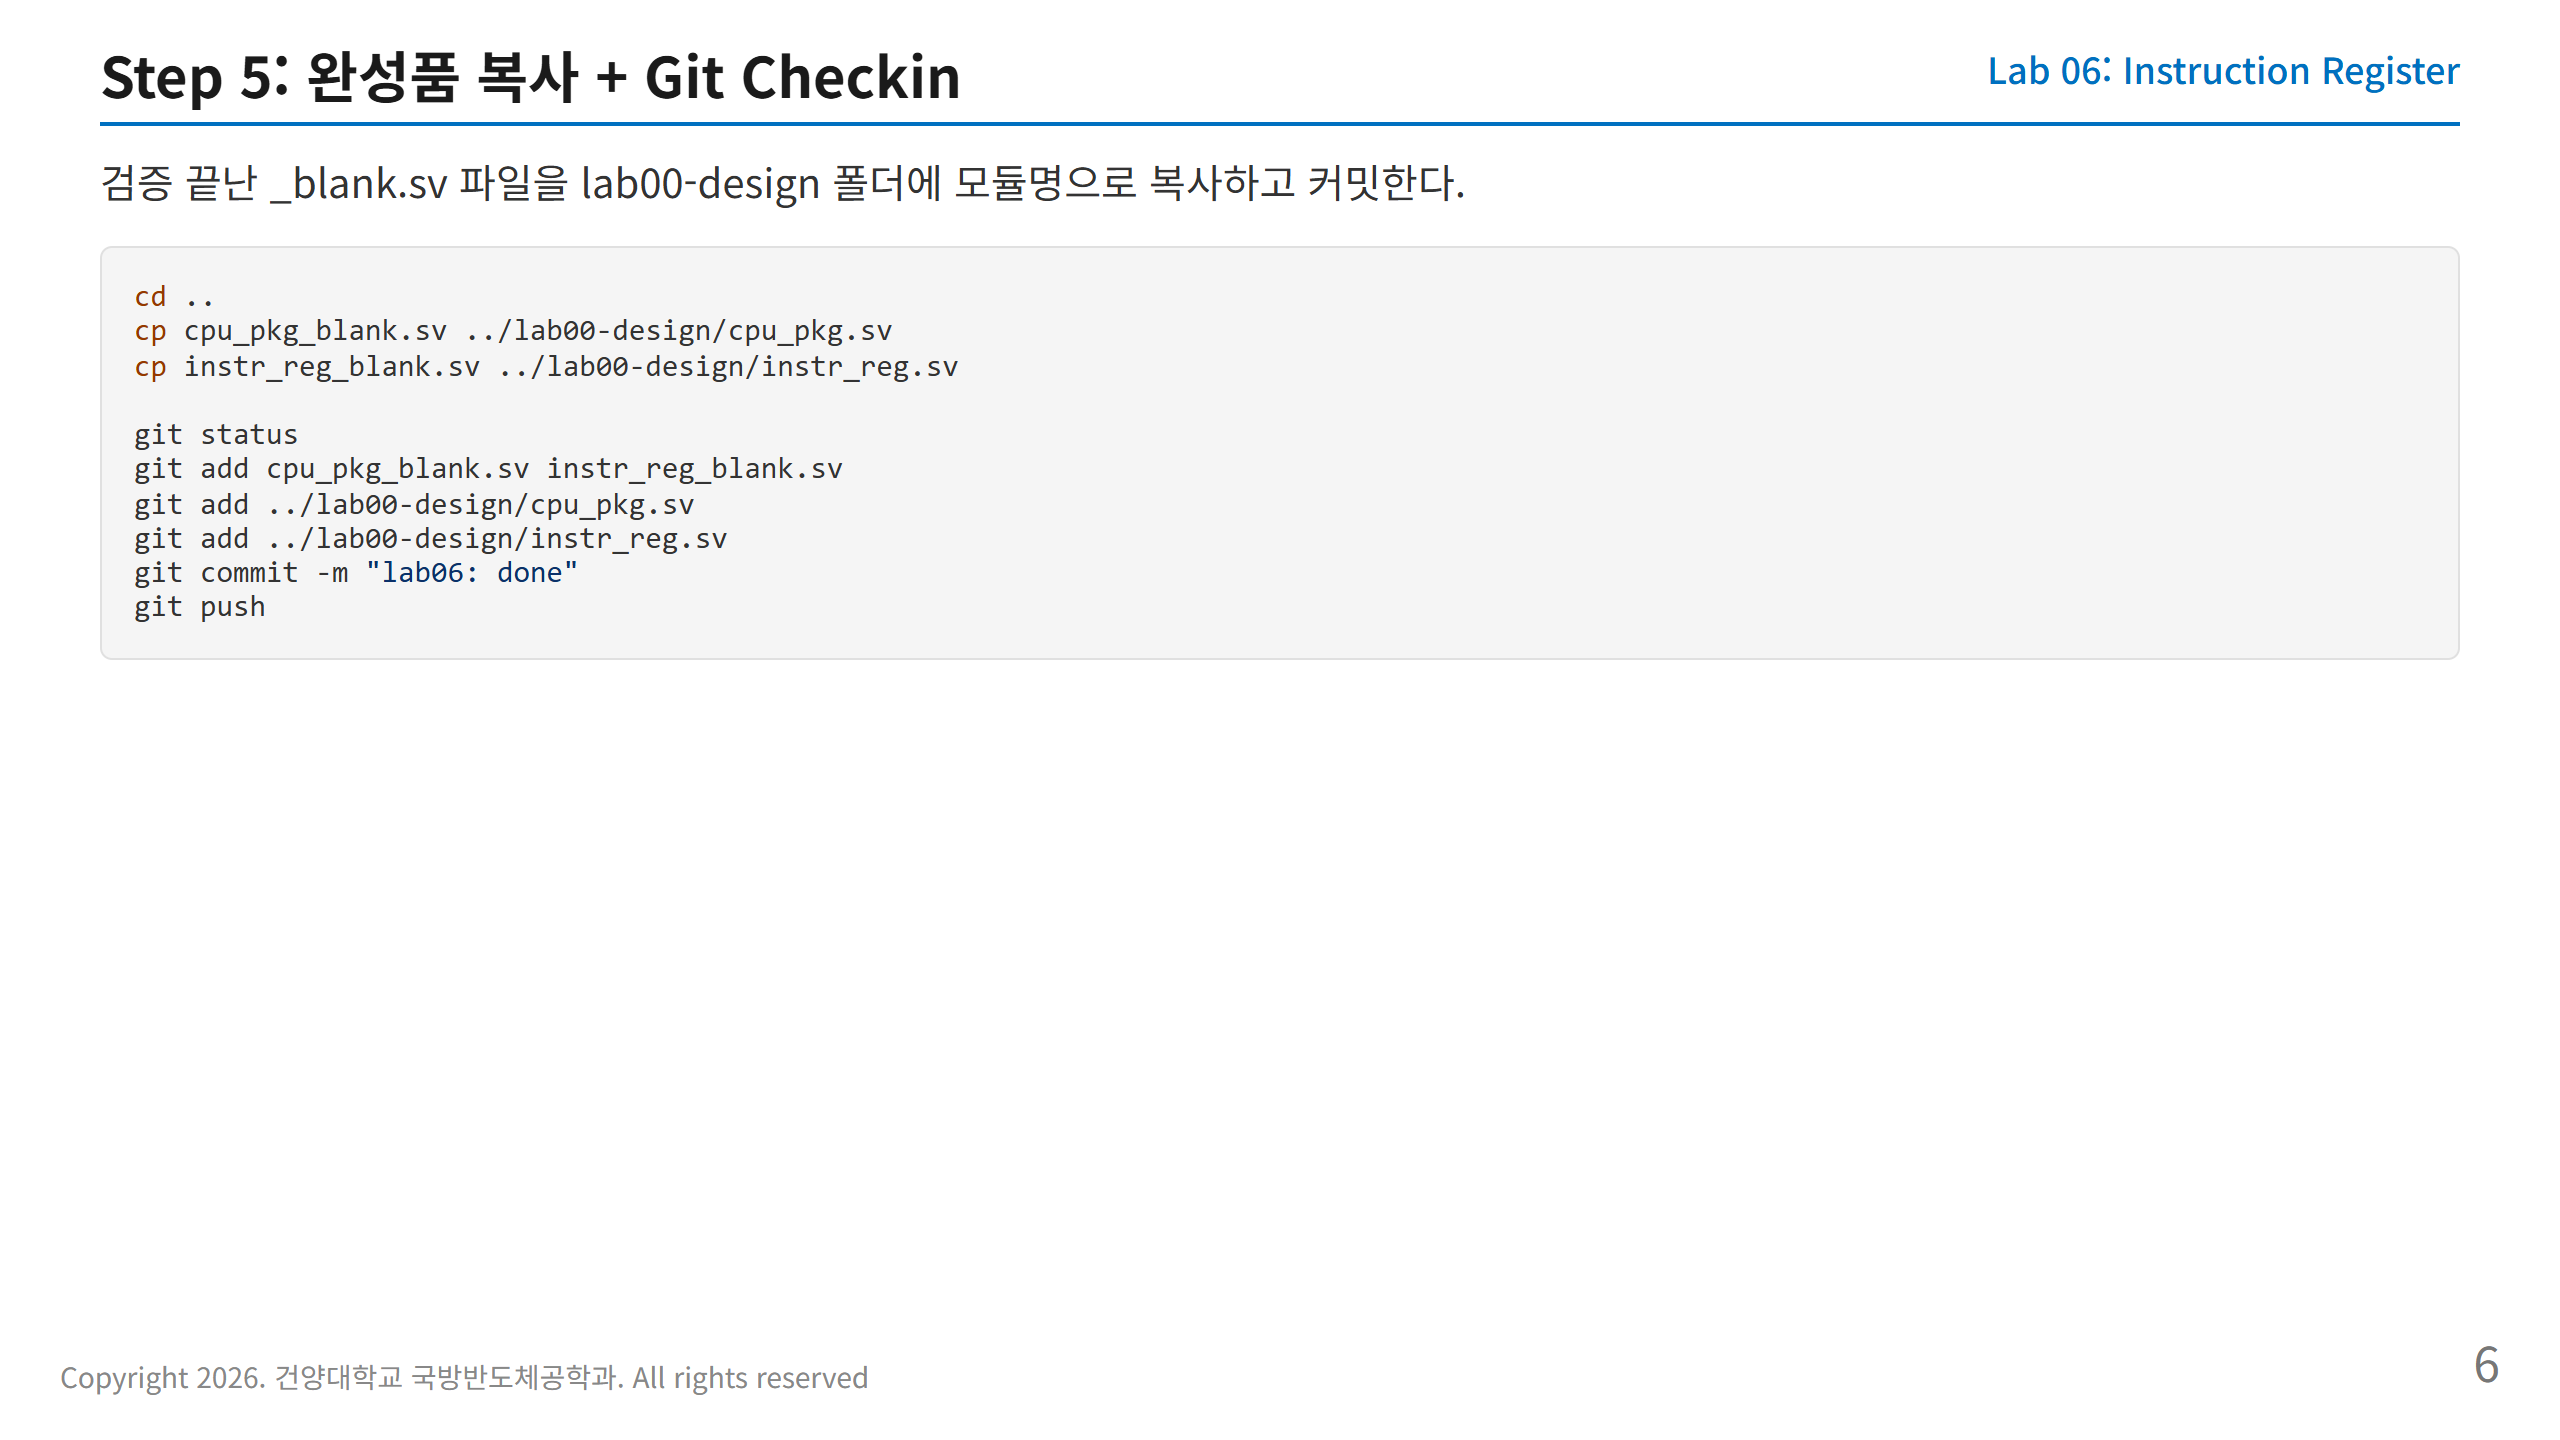 Step 5: 완성품 복사 + Git Checkin
Lab 06: Instruction Register
검증 끝난 _blank.sv 파일을 lab00-design 폴더에 모듈명으로 복사하고 커밋한다.
cd ..
cp cpu_pkg_blank.sv ../lab00-design/cpu_pkg.sv
cp instr_reg_blank.sv ../lab00-design/instr_reg.sv
git status
git add cpu_pkg_blank.sv instr_reg_blank.sv
git add ../lab00-design/cpu_pkg.sv
git add ../lab00-design/instr_reg.sv
git commit -m "lab06: done"
git push
Copyright 2026. 건양대학교 국방반도체공학과. All rights reserved
6